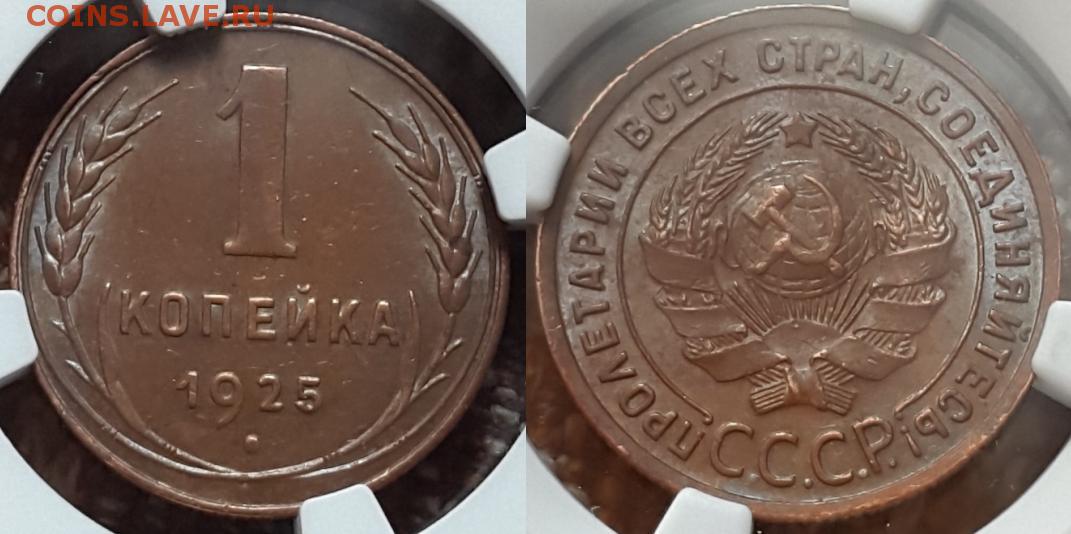 COINS.LAVE.RU
1
КОПЕЙКА
1925
ПРОЛЕТАРИИ ВСЕХ СТРАН, СОЕДИНЯЙТЕСЬ!
С.С.С.Р.